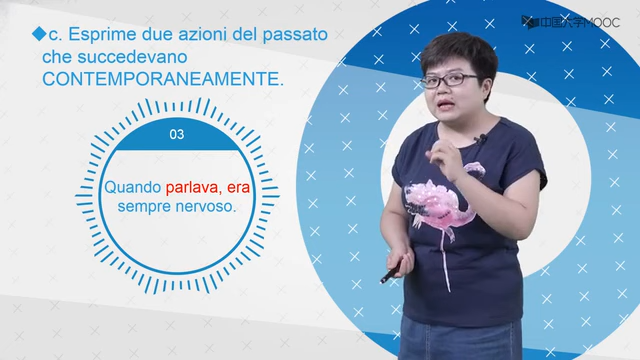 ◆c. Esprime due azioni del passato
che succedevano
CONTEMPORANEAMENTE.
03
Quando parlava, era
sempre nervoso.
中国大学MOOC